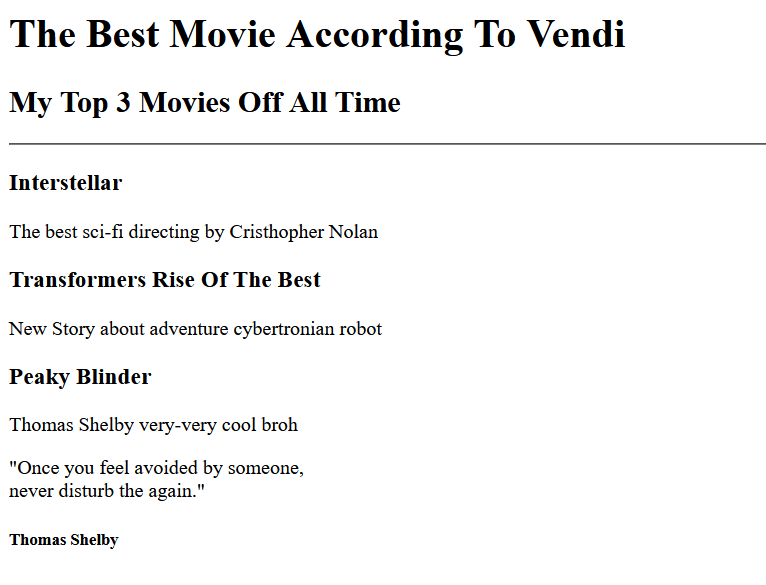 The Best Movie According To Vendi
My Top 3 Movies Off All Time
Interstellar
The best sci-fi directing by Cristhopher Nolan
Transformers Rise Of The Best
New Story about adventure cybertronian robot
Peaky Blinder
Thomas Shelby very-very cool broh
"Once you feel avoided by someone,
never disturb the again."
Thomas Shelby